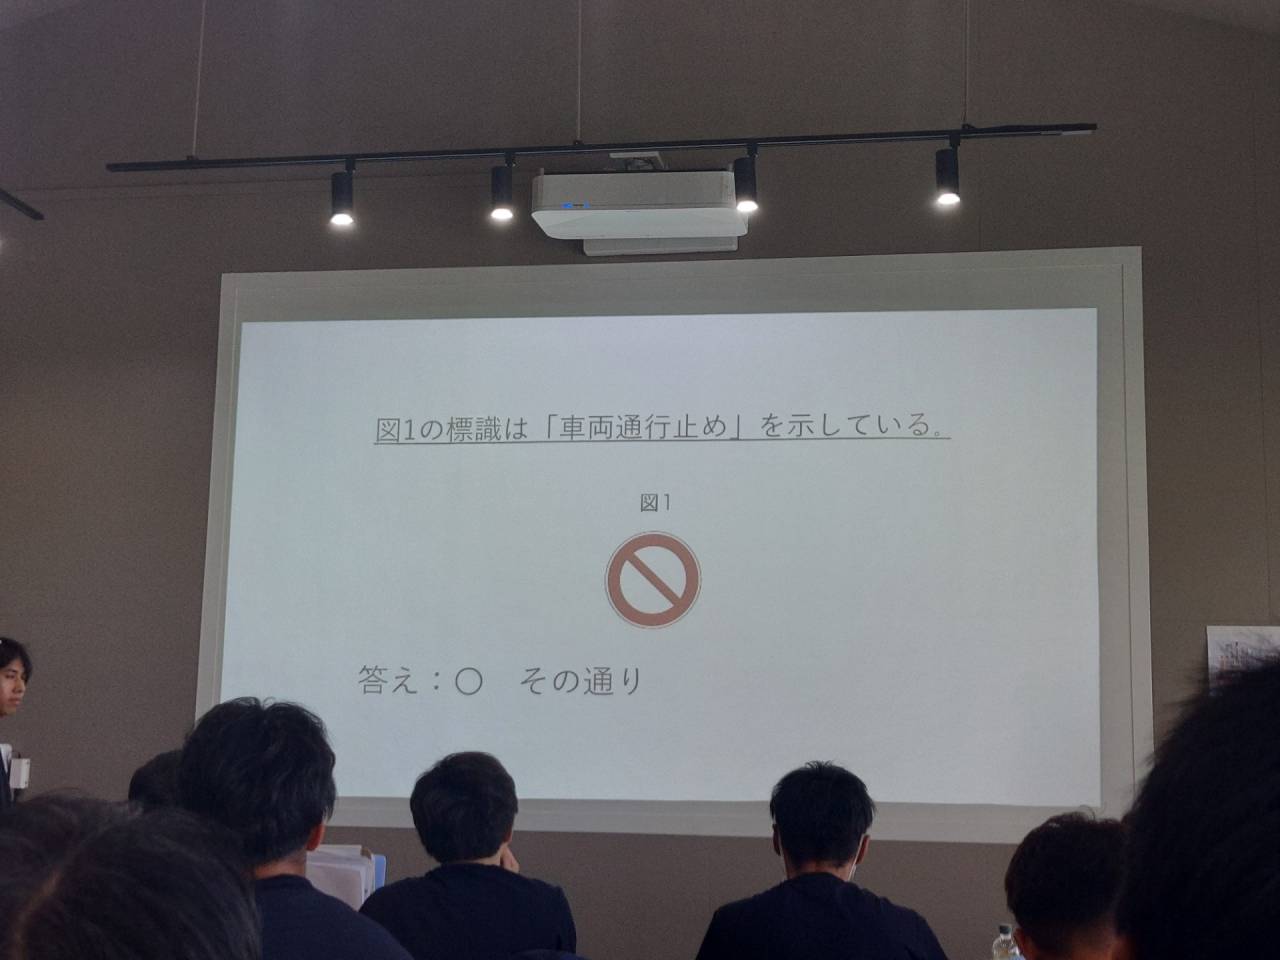 図1の標識は「車両通行止め」を示している。
図1
答え：〇　その通り